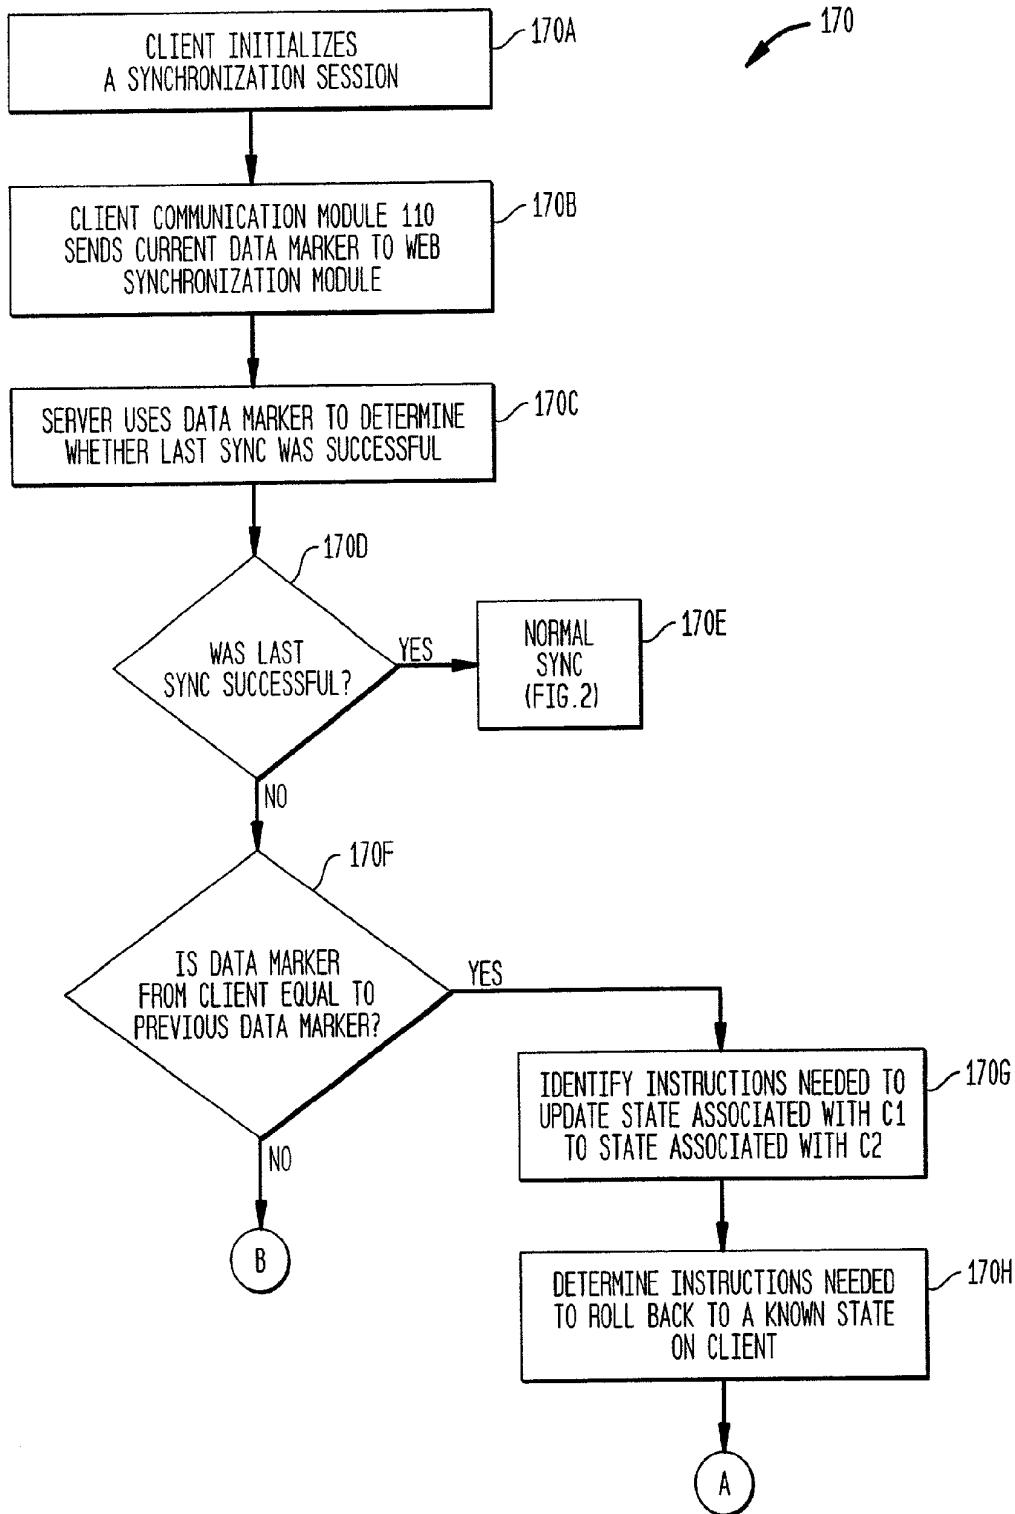 170
CLIENT INITIALIZES
A SYNCHRONIZATION SESSION
170A
CLIENT COMMUNICATION MODULE 110
SENDS CURRENT DATA MARKER TO WEB
SYNCHRONIZATION MODULE
170B
SERVER USES DATA MARKER TO DETERMINE
WHETHER LAST SYNC WAS SUCCESSFUL
170C
170D
WAS LAST
SYNC SUCCESSFUL?
YES
NORMAL
SYNC
(FIG.2)
170E
NO
170F
IS DATA MARKER
FROM CLIENT EQUAL TO
PREVIOUS DATA MARKER?
YES
NO
B
IDENTIFY INSTRUCTIONS NEEDED TO
UPDATE STATE ASSOCIATED WITH C1
TO STATE ASSOCIATED WITH C2
170G
DETERMINE INSTRUCTIONS NEEDED
TO ROLL BACK TO A KNOWN STATE
ON CLIENT
170H
A